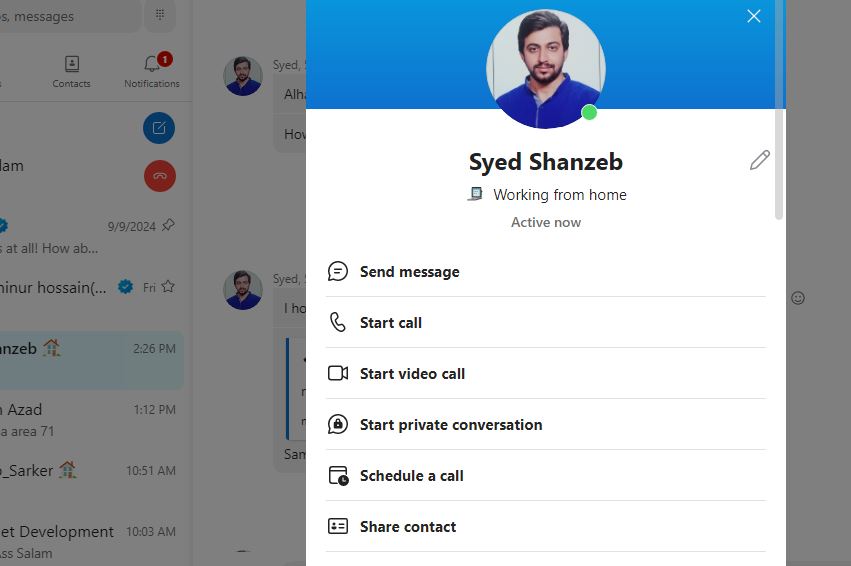 s, messages
Contacts
Notifications
1
lam
9/9/2024
s at all! How ab...
ninur hossain(...
Fri
anzeb
2:26 PM
n Azad
1:12 PM
a area 71
_Sarker
10:51 AM
et Development
10:03 AM
Ass Salam
Syed,
Alha
How
Syed,
I ho
Sam
Syed Shanzeb
Working from home
Active now
Send message
Start call
Start video call
Start private conversation
Schedule a call
Share contact